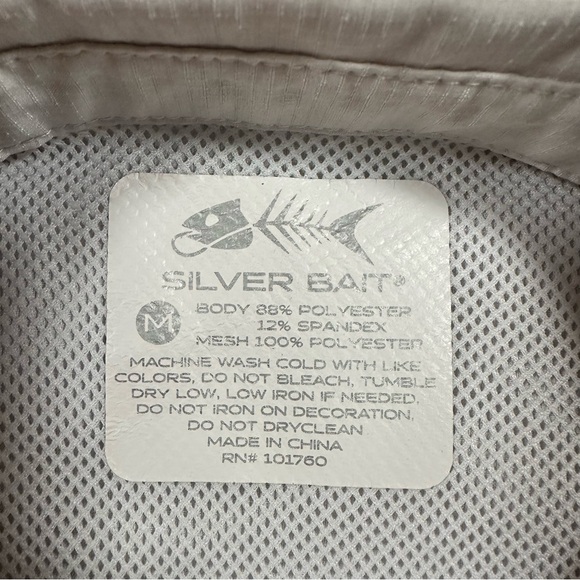 SILVER BAIT®
M
BODY 88% POLYESTER
12% SPANDEX
MESH 100% POLYESTER
MACHINE WASH COLD WITH LIKE
COLORS, DO NOT BLEACH, TUMBLE
DRY LOW, LOW IRON IF NEEDED.
DO NOT IRON ON DECORATION.
DO NOT DRYCLEAN
MADE IN CHINA
RN# 101760